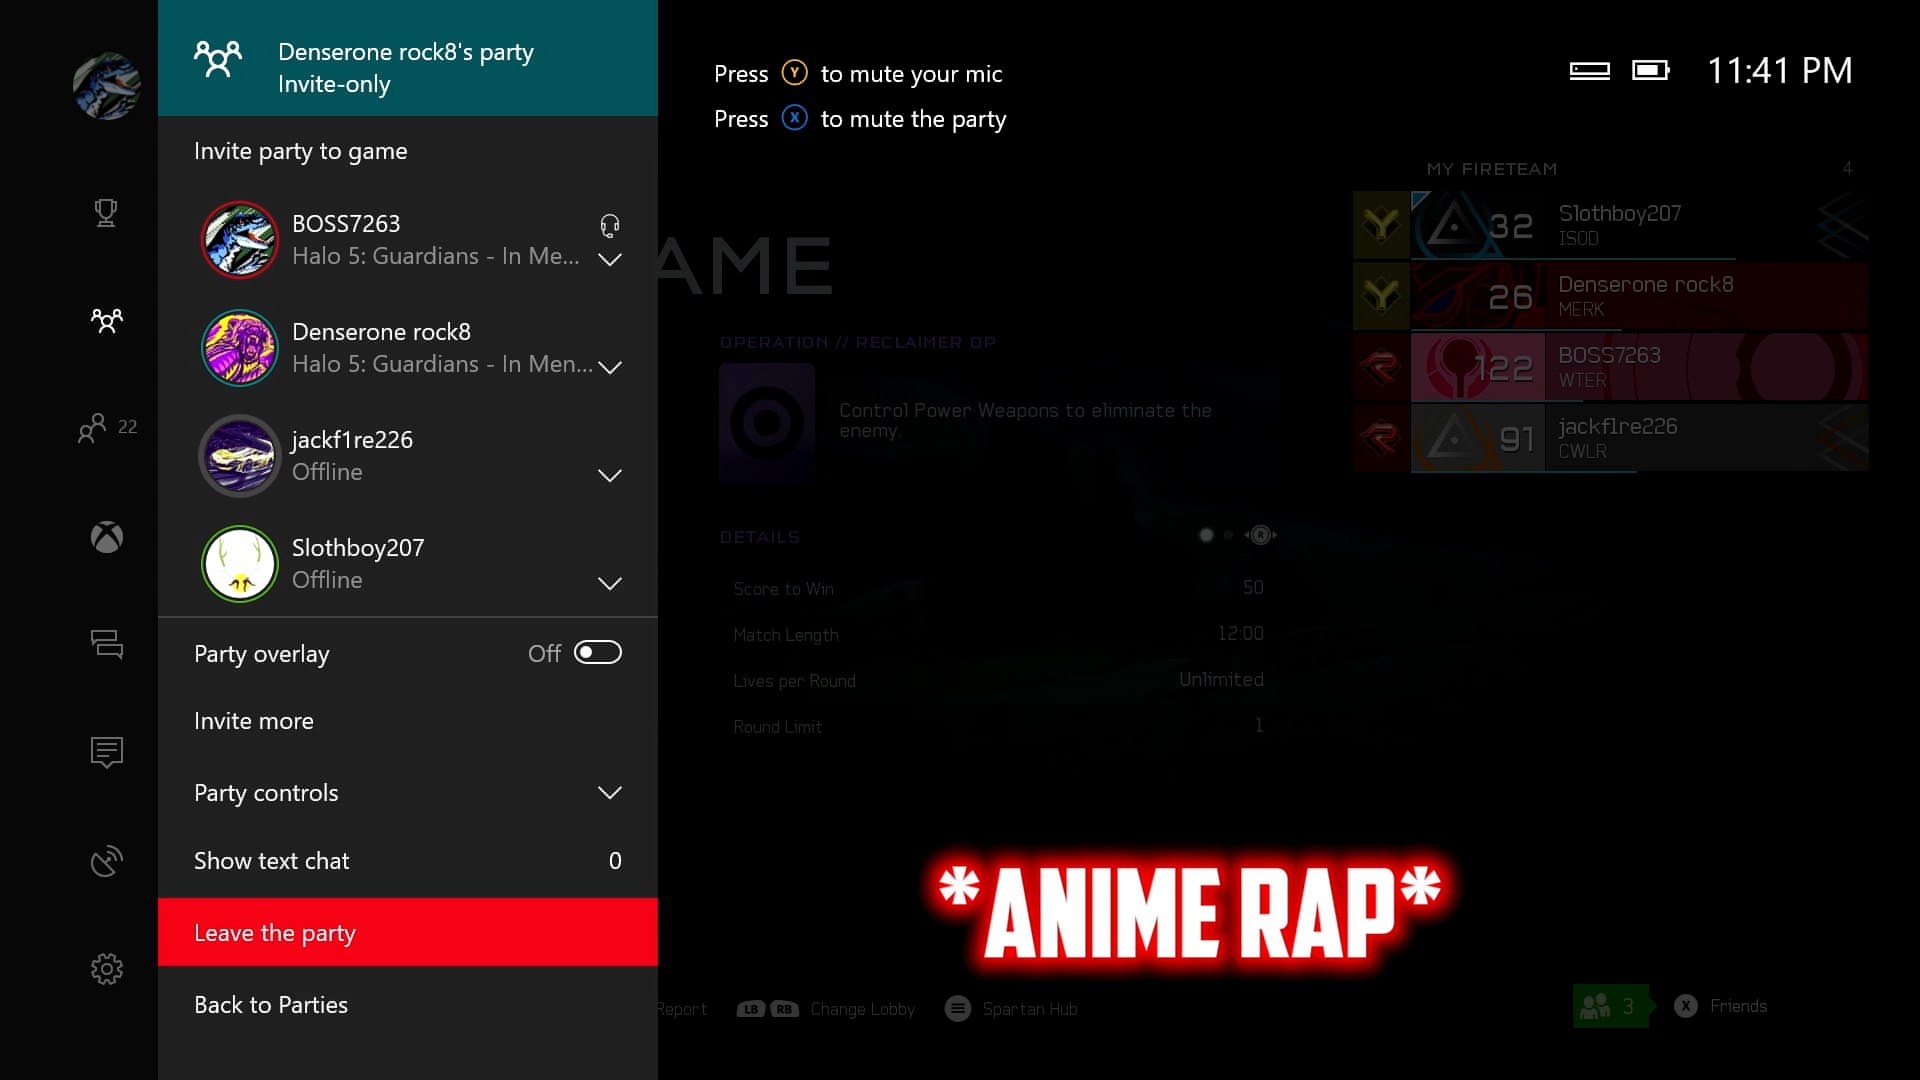 Denserone rock8's party
Invite-only
Invite party to game
BOSS7263
Halo 5: Guardians - In Me...
Denserone rock8
Halo 5: Guardians - In Men...
jackf1re226
Offline
Slothboy207
Offline
Party overlay Off
Invite more
Party controls
Show text chat 0
Leave the party
Back to Parties
22
Press Y to mute your mic
Press X to mute the party
11:41 PM
AME
OPERATION // RECLAIMER OP
Control Power Weapons to eliminate the
enemy.
DETAILS
R
Score to Win 50
Match Length 12:00
Lives per Round Unlimited
Round Limit 1
MY FIRETEAM 4
32 Slothboy207
ISOD
26 Denserone rock8
MERK
122 BOSS7263
WTER
91 jackf1re226
CWLR
*ANIME RAP*
Report LB RB Change Lobby Spartan Hub
3 X Friends